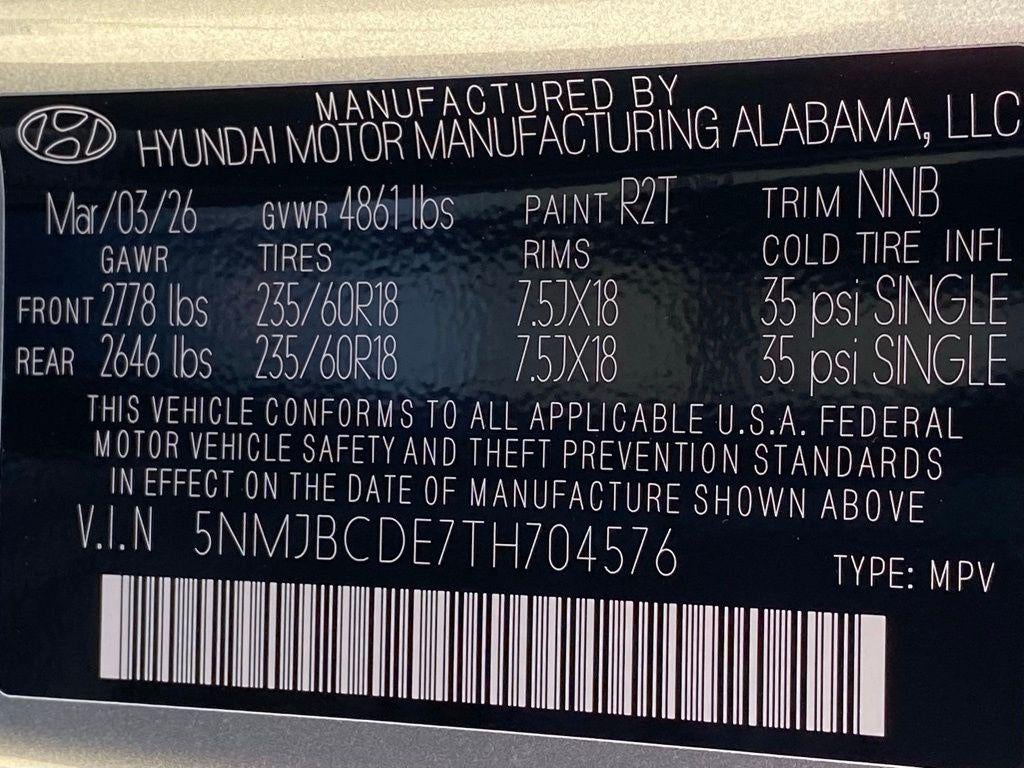 MANUFACTURED BY
HYUNDAI MOTOR MANUFACTURING ALABAMA, LLC
Mar/03/26 GVWR 4861 lbs PAINT R2T TRIM NNB
GAWR TIRES RIMS COLD TIRE INFL
FRONT 2778 lbs 235/60R18 7.5JX18 35 psi SINGLE
REAR 2646 lbs 235/60R18 7.5JX18 35 psi SINGLE
THIS VEHICLE CONFORMS TO ALL APPLICABLE U.S.A. FEDERAL
MOTOR VEHICLE SAFETY AND THEFT PREVENTION STANDARDS
IN EFFECT ON THE DATE OF MANUFACTURE SHOWN ABOVE
V.I.N 5NMJBCDE7TH704576
TYPE: MPV